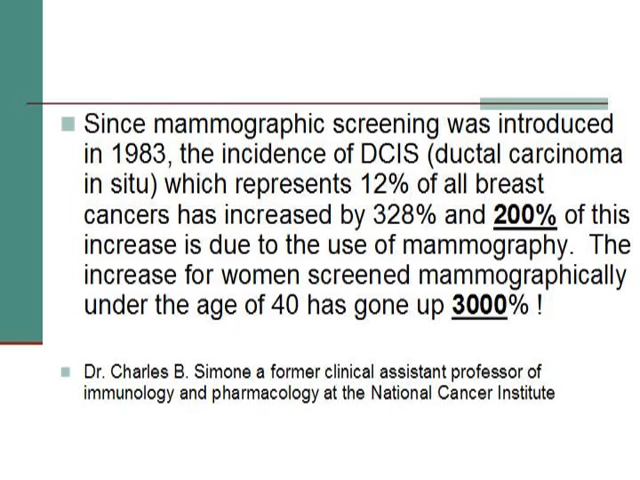 Since mammographic screening was introduced
in 1983, the incidence of DCIS (ductal carcinoma
in situ) which represents 12% of all breast
cancers has increased by 328% and 200% of this
increase is due to the use of mammography. The
increase for women screened mammographically
under the age of 40 has gone up 3000% !
Dr. Charles B. Simone a former clinical assistant professor of
immunology and pharmacology at the National Cancer Institute